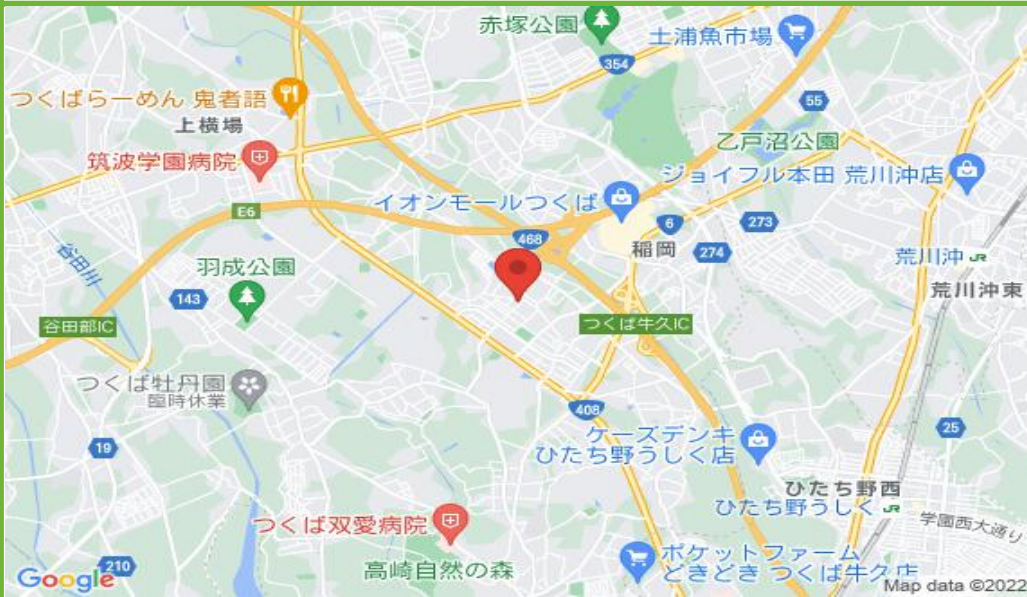 赤塚公園
土浦魚市場
354
つくばらーめん 鬼者語
55
上横場
乙戸沼公園
筑波学園病院
ジョイフル本田 荒川沖店
イオンモールつくば
E6
6
273
468
稲岡
274
谷田川
荒川沖 JR
羽成公園
荒川沖東
143
谷田部IC
つくば牛久IC
つくば牡丹園
臨時休業
408
ケーズデンキ
ひたち野うしく店
25
19
ひたち野西
ひたち野うしく JR
つくば双愛病院
学園西大通り
高崎自然の森
ポケットファーム
どきどき つくば牛久店
Google
210
Map data ©2022